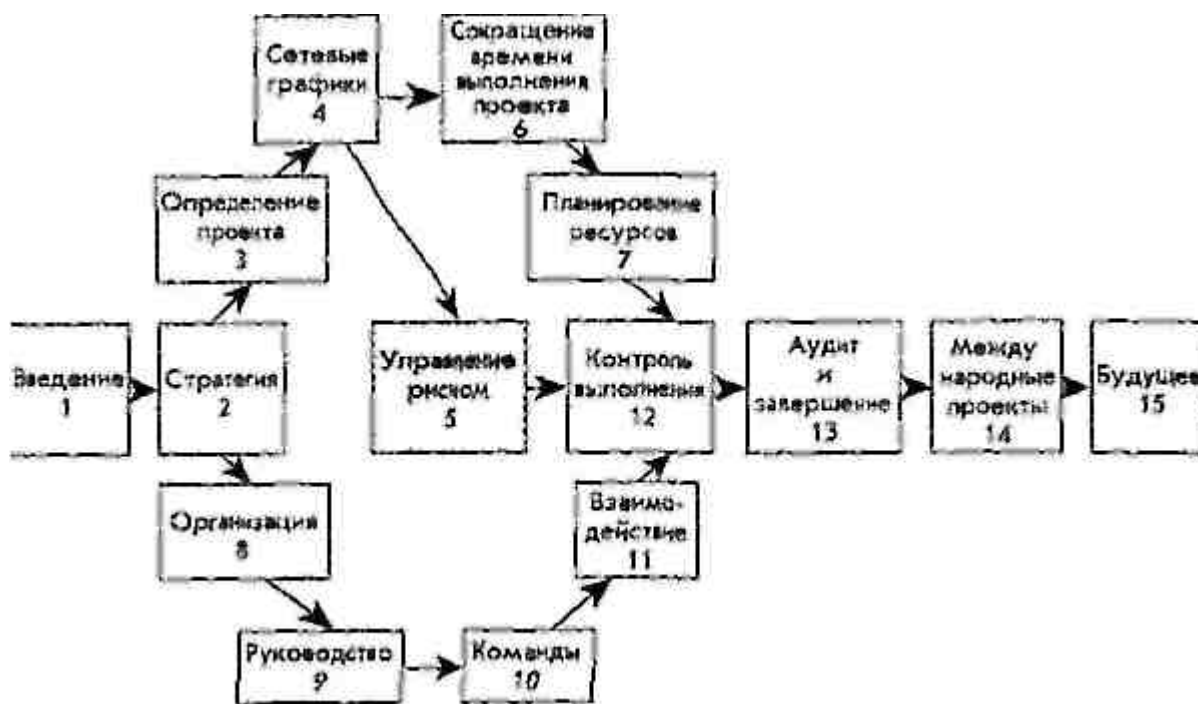 Сетевые
графики
4
Сокращение
времени
выполнения
проекта
6
Определение
проекта
3
Планирование
ресурсов
7
Введение
1
Стратегия
2
Управление
риском
5
Контроль
выполнения
12
Аудит
и
завершение
13
Между
народные
проекты
14
Будущее
15
Организация
8
Взаимо-
действие
11
Руководство
9
Команды
10